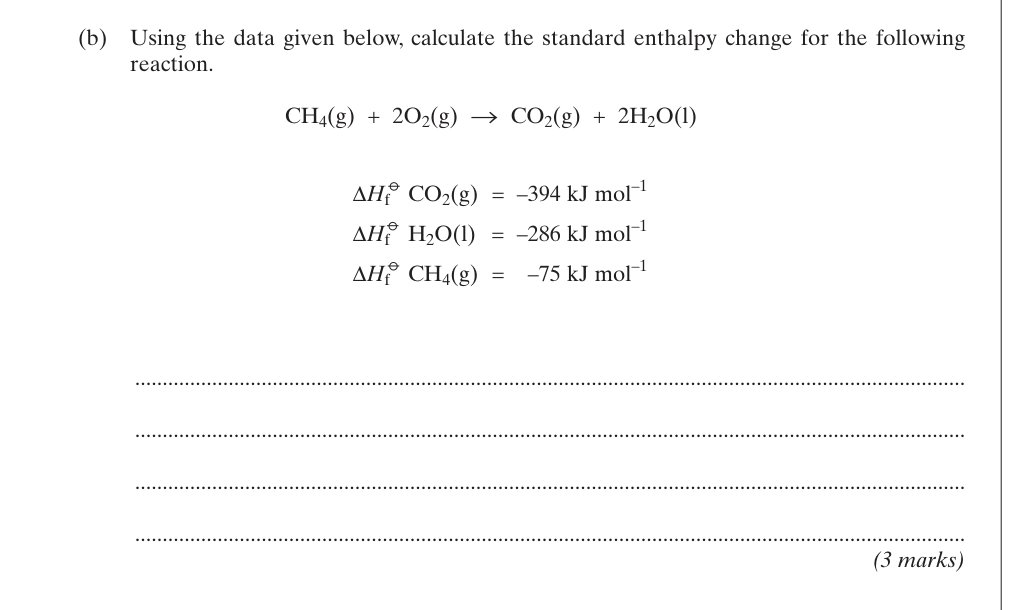 (b) Using the data given below, calculate the standard enthalpy change for the following
reaction.
CH₄(g) + 2O₂(g) → CO₂(g) + 2H₂O(l)
ΔH_f^⦵ CO₂(g) = –394 kJ mol⁻¹
ΔH_f^⦵ H₂O(l) = –286 kJ mol⁻¹
ΔH_f^⦵ CH₄(g) = –75 kJ mol⁻¹
(3 marks)